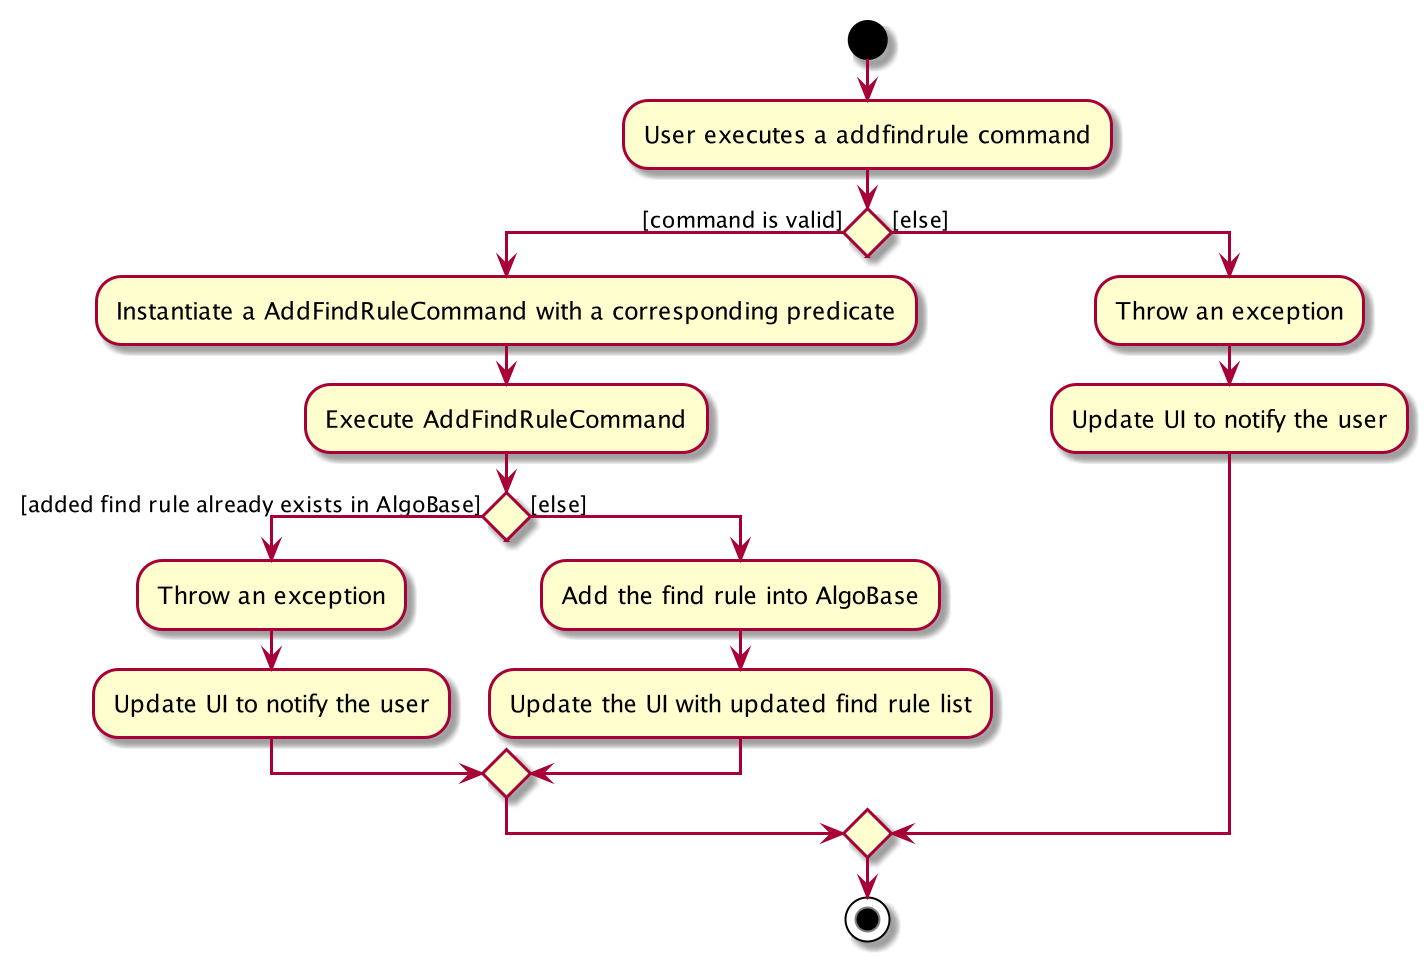 User executes a addfindrule command
[command is valid]
[else]
Instantiate a AddFindRuleCommand with a corresponding predicate
Throw an exception
Execute AddFindRuleCommand
Update UI to notify the user
[added find rule already exists in AlgoBase]
[else]
Throw an exception
Add the find rule into AlgoBase
Update UI to notify the user
Update the UI with updated find rule list